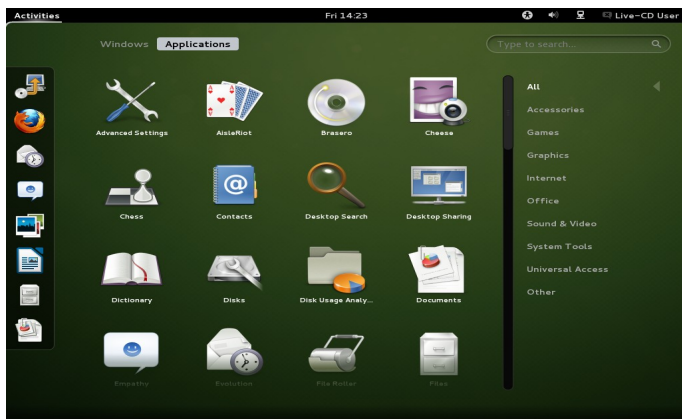 Activities Fri 14:23 Live-CD User
Windows Applications Type to search...
Advanced Settings AisleRiot Brasero Cheese
Chess Contacts Desktop Search Desktop Sharing
Dictionary Disks Disk Usage Analy... Documents
Empathy Evolution File Roller Files
All
Accessories
Games
Graphics
Internet
Office
Sound & Video
System Tools
Universal Access
Other